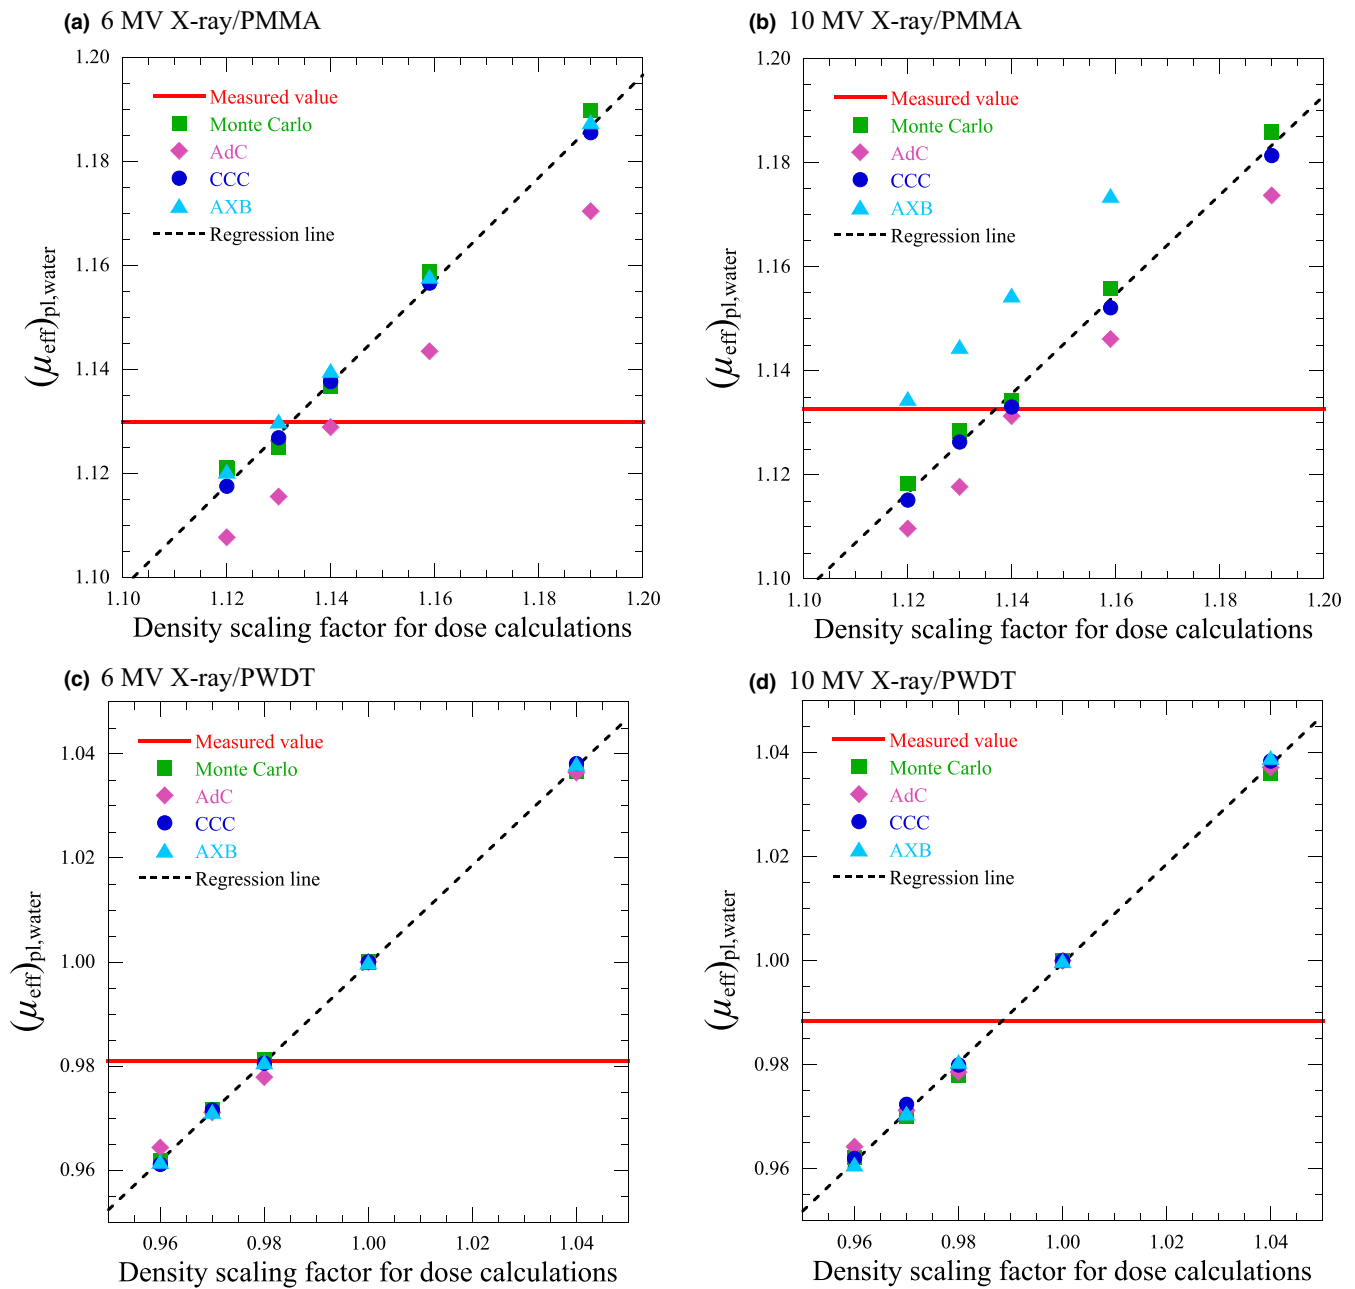 (a) 6 MV X-ray/PMMA
1.20
1.18
1.16
1.14
1.12
1.10
Measured value
Monte Carlo
AdC
CCC
AXB
Regression line
(μeff)pl,water
1.10 1.12 1.14 1.16 1.18 1.20
Density scaling factor for dose calculations
(b) 10 MV X-ray/PMMA
1.20
1.18
1.16
1.14
1.12
1.10
Measured value
Monte Carlo
AdC
CCC
AXB
Regression line
(μeff)pl,water
1.10 1.12 1.14 1.16 1.18 1.20
Density scaling factor for dose calculations
(c) 6 MV X-ray/PWDT
1.04
1.02
1.00
0.98
0.96
Measured value
Monte Carlo
AdC
CCC
AXB
Regression line
(μeff)pl,water
0.96 0.98 1.00 1.02 1.04
Density scaling factor for dose calculations
(d) 10 MV X-ray/PWDT
1.04
1.02
1.00
0.98
0.96
Measured value
Monte Carlo
AdC
CCC
AXB
Regression line
(μeff)pl,water
0.96 0.98 1.00 1.02 1.04
Density scaling factor for dose calculations